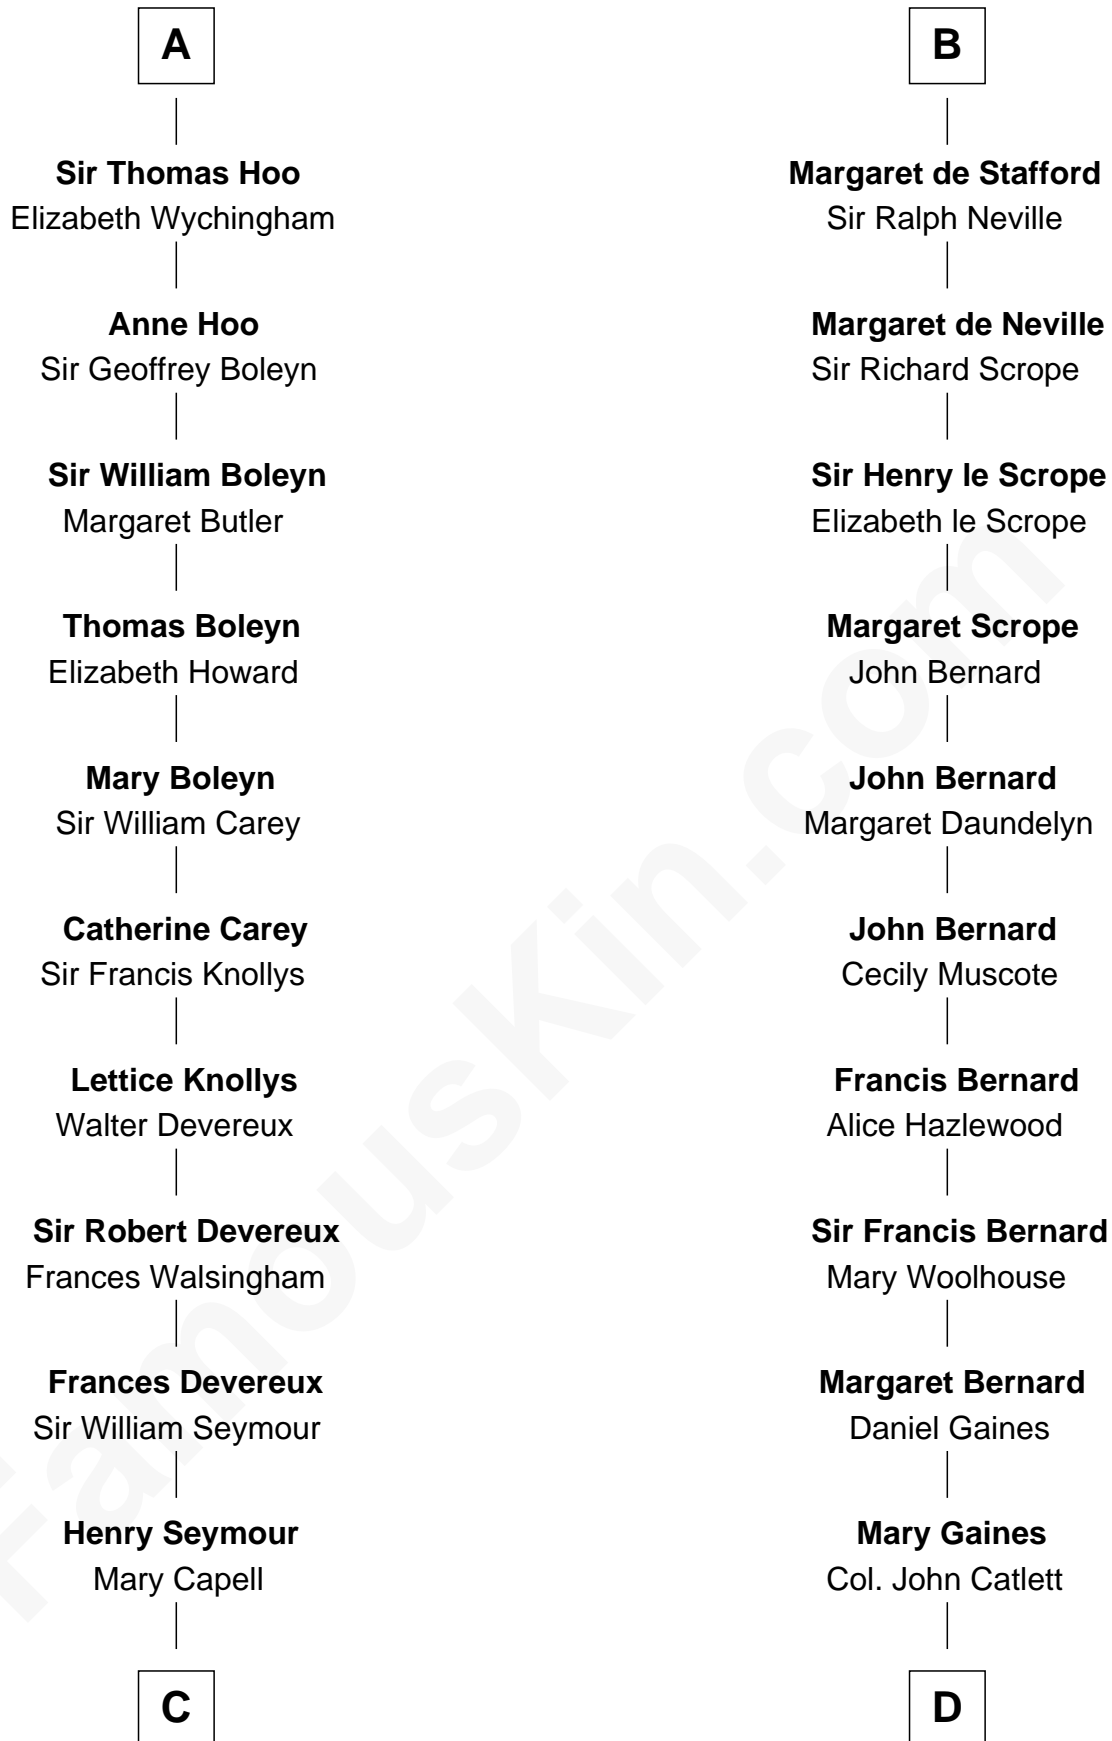 A
Sir Thomas Hoo
Elizabeth Wychingham
Anne Hoo
Sir Geoffrey Boleyn
Sir William Boleyn
Margaret Butler
Thomas Boleyn
Elizabeth Howard
Mary Boleyn
Sir William Carey
Catherine Carey
Sir Francis Knollys
Lettice Knollys
Walter Devereux
Sir Robert Devereux
Frances Walsingham
Frances Devereux
Sir William Seymour
Henry Seymour
Mary Capell
C
B
Margaret de Stafford
Sir Ralph Neville
Margaret de Neville
Sir Richard Scrope
Sir Henry le Scrope
Elizabeth le Scrope
Margaret Scrope
John Bernard
John Bernard
Margaret Daundelyn
John Bernard
Cecily Muscote
Francis Bernard
Alice Hazlewood
Sir Francis Bernard
Mary Woolhouse
Margaret Bernard
Daniel Gaines
Mary Gaines
Col. John Catlett
D
FamousKin.com